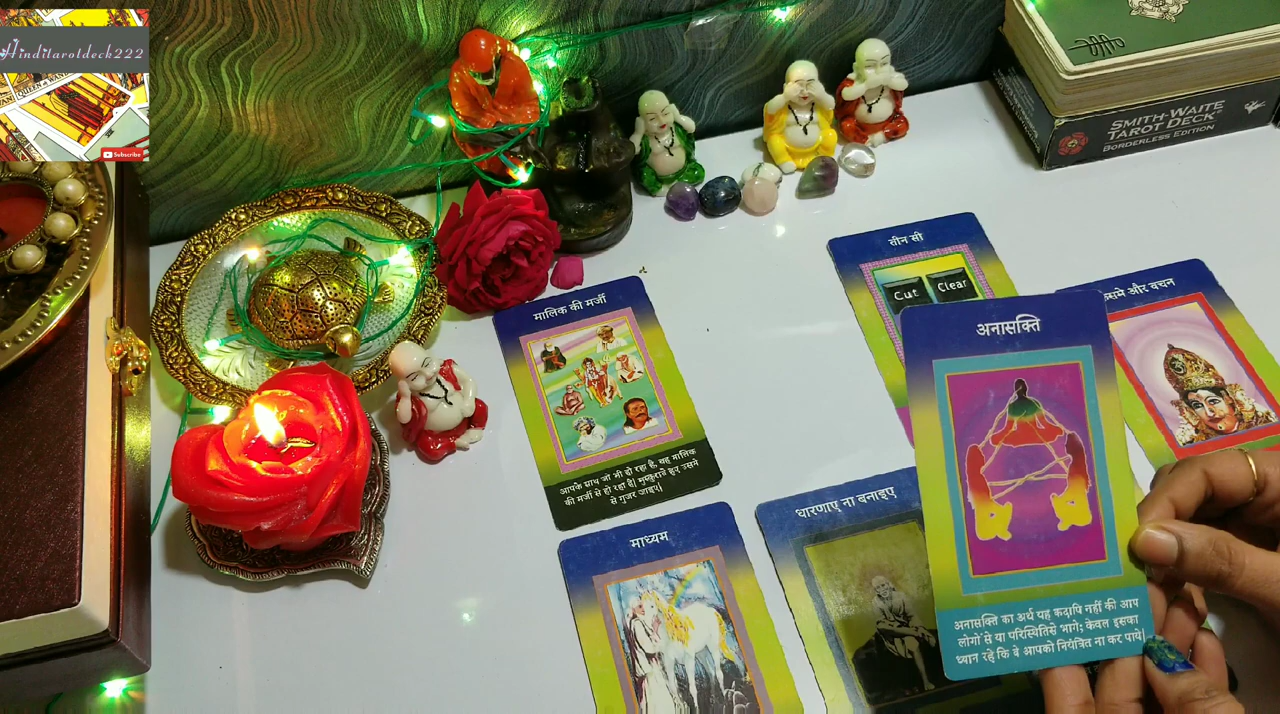 Hinditarotdeck222
QUEEN
Subscribe
SMITH-WAITE
TAROT DECK
BORDERLESS EDITION
तीन सी
Cut Clear
और वचन
मालिक की मर्जी
आपके साथ जो भी हो रहा है, वह मालिक
की मर्जी से हो रहा है| मुस्कुराते हुए उसमे
से गुजर जाइए|
अनासक्ति
अनासक्ति का अर्थ यह कदापि नहीं की आप
लोगों से या परिस्थितिसे भागे; केवल इसका
ध्यान रहे कि वे आपको नियंत्रित ना कर पाये|
धारणाए ना बनाइए
माध्यम